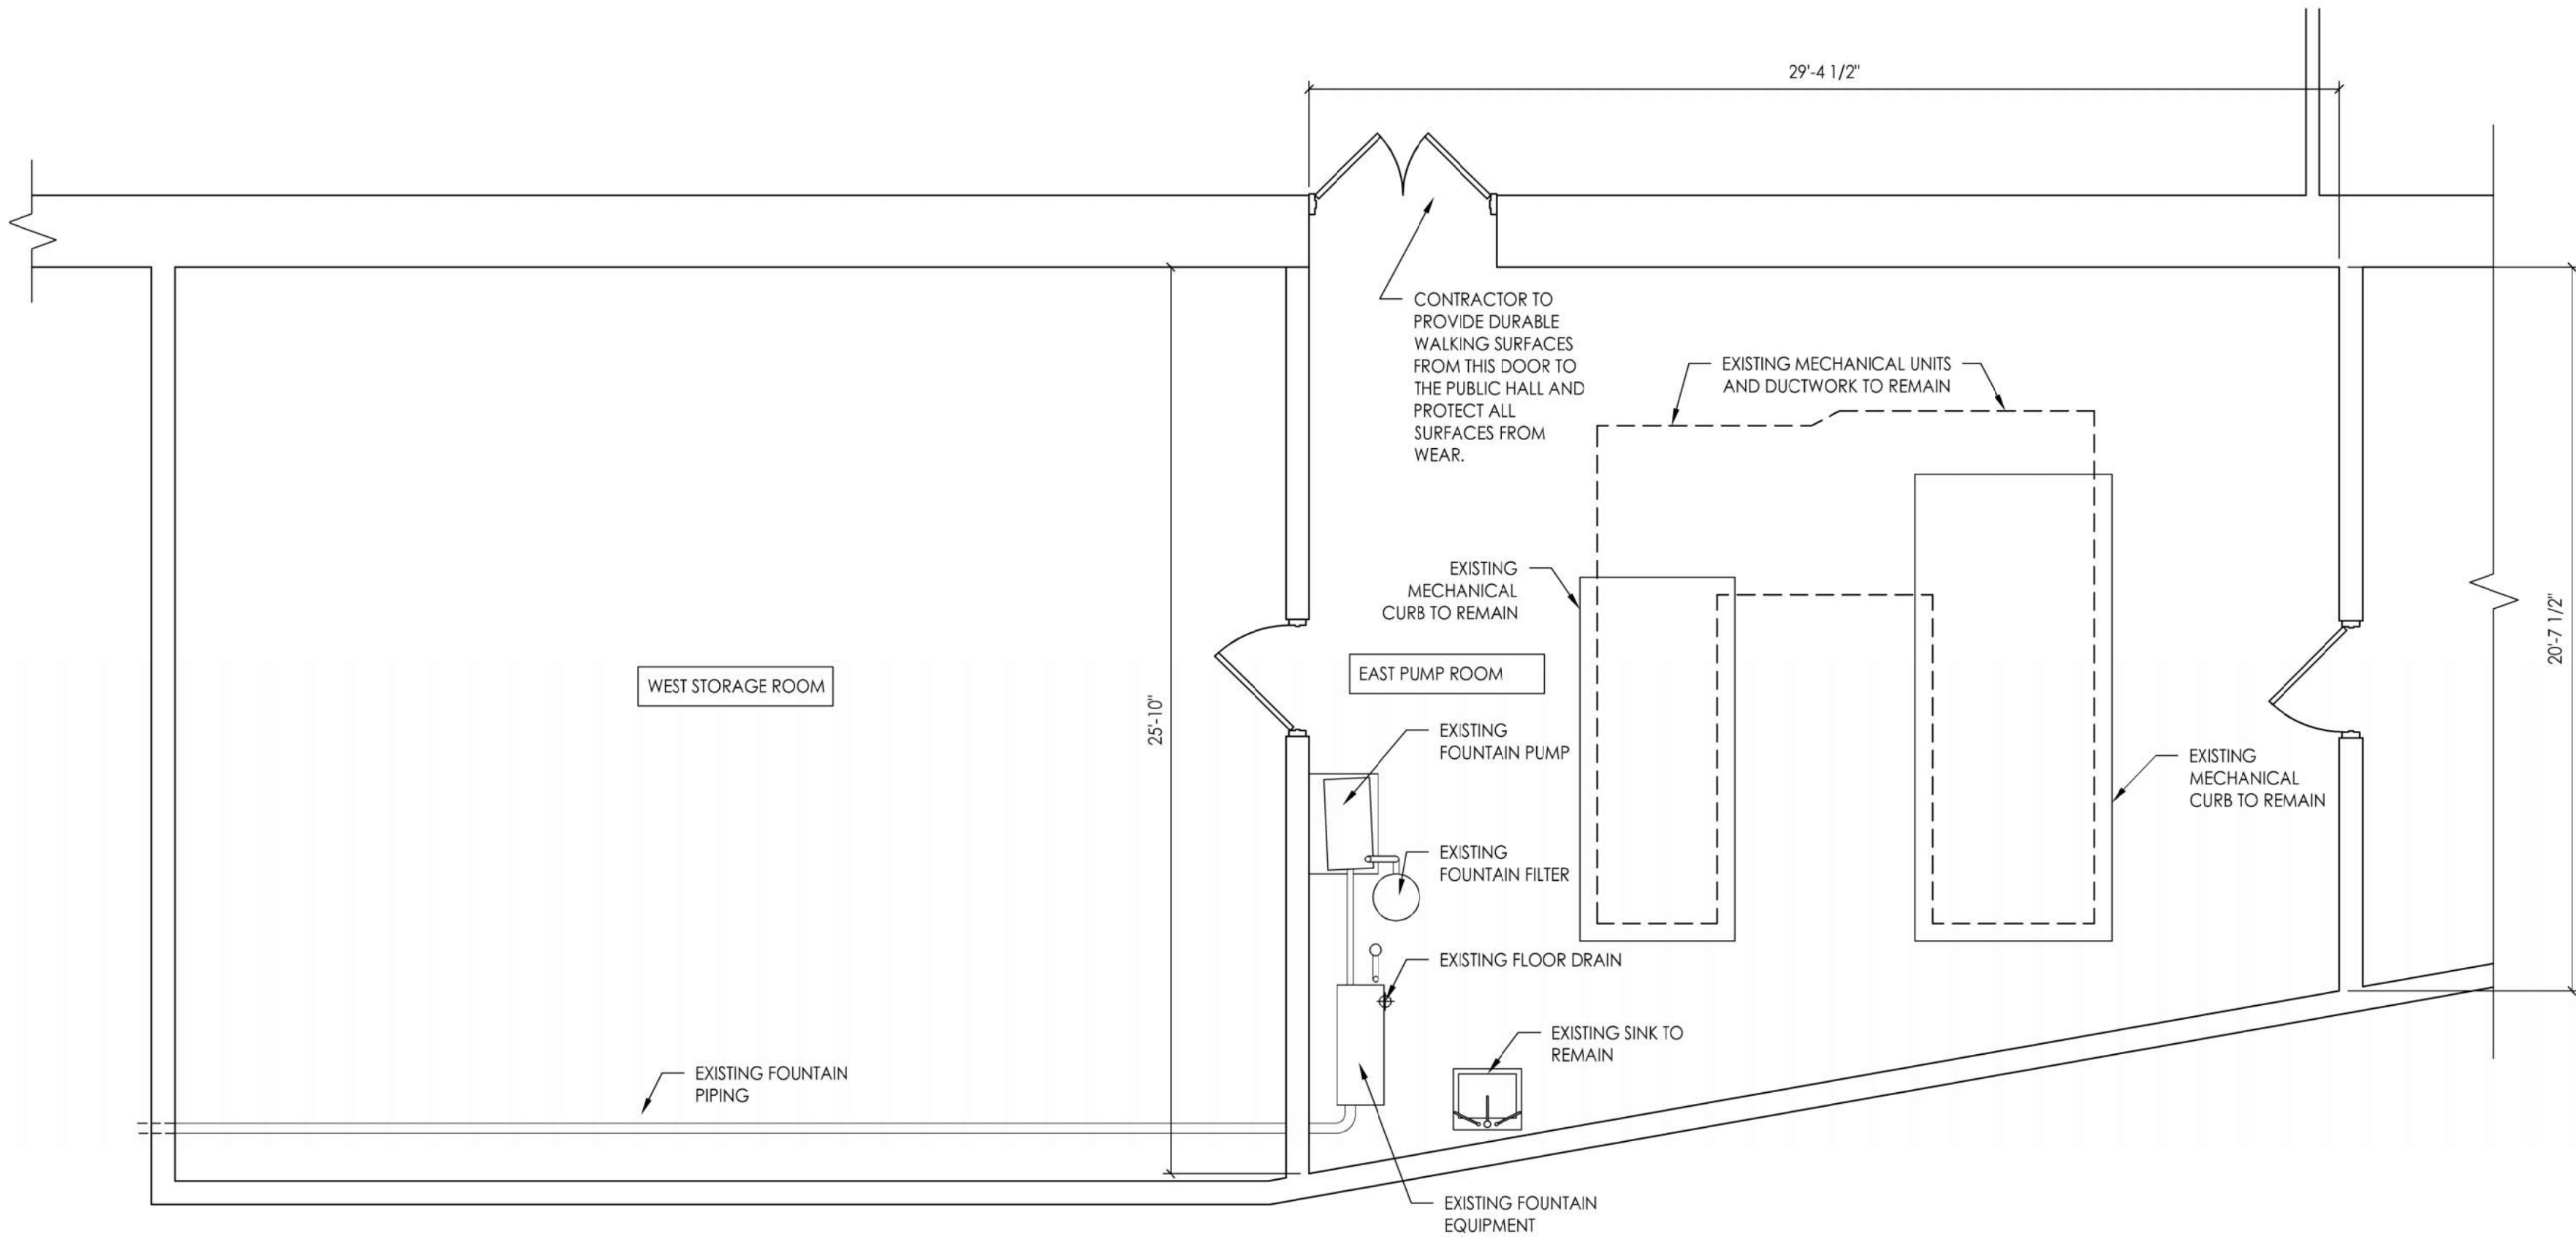 29'-4 1/2"
CONTRACTOR TO
PROVIDE DURABLE
WALKING SURFACES
FROM THIS DOOR TO
THE PUBLIC HALL AND
PROTECT ALL
SURFACES FROM
WEAR.
EXISTING MECHANICAL UNITS
AND DUCTWORK TO REMAIN
EXISTING
MECHANICAL
CURB TO REMAIN
20'-7 1/2"
WEST STORAGE ROOM
25'-10"
EAST PUMP ROOM
EXISTING
FOUNTAIN PUMP
EXISTING
MECHANICAL
CURB TO REMAIN
EXISTING
FOUNTAIN FILTER
EXISTING FLOOR DRAIN
EXISTING SINK TO
REMAIN
EXISTING FOUNTAIN
PIPING
EXISTING FOUNTAIN
EQUIPMENT